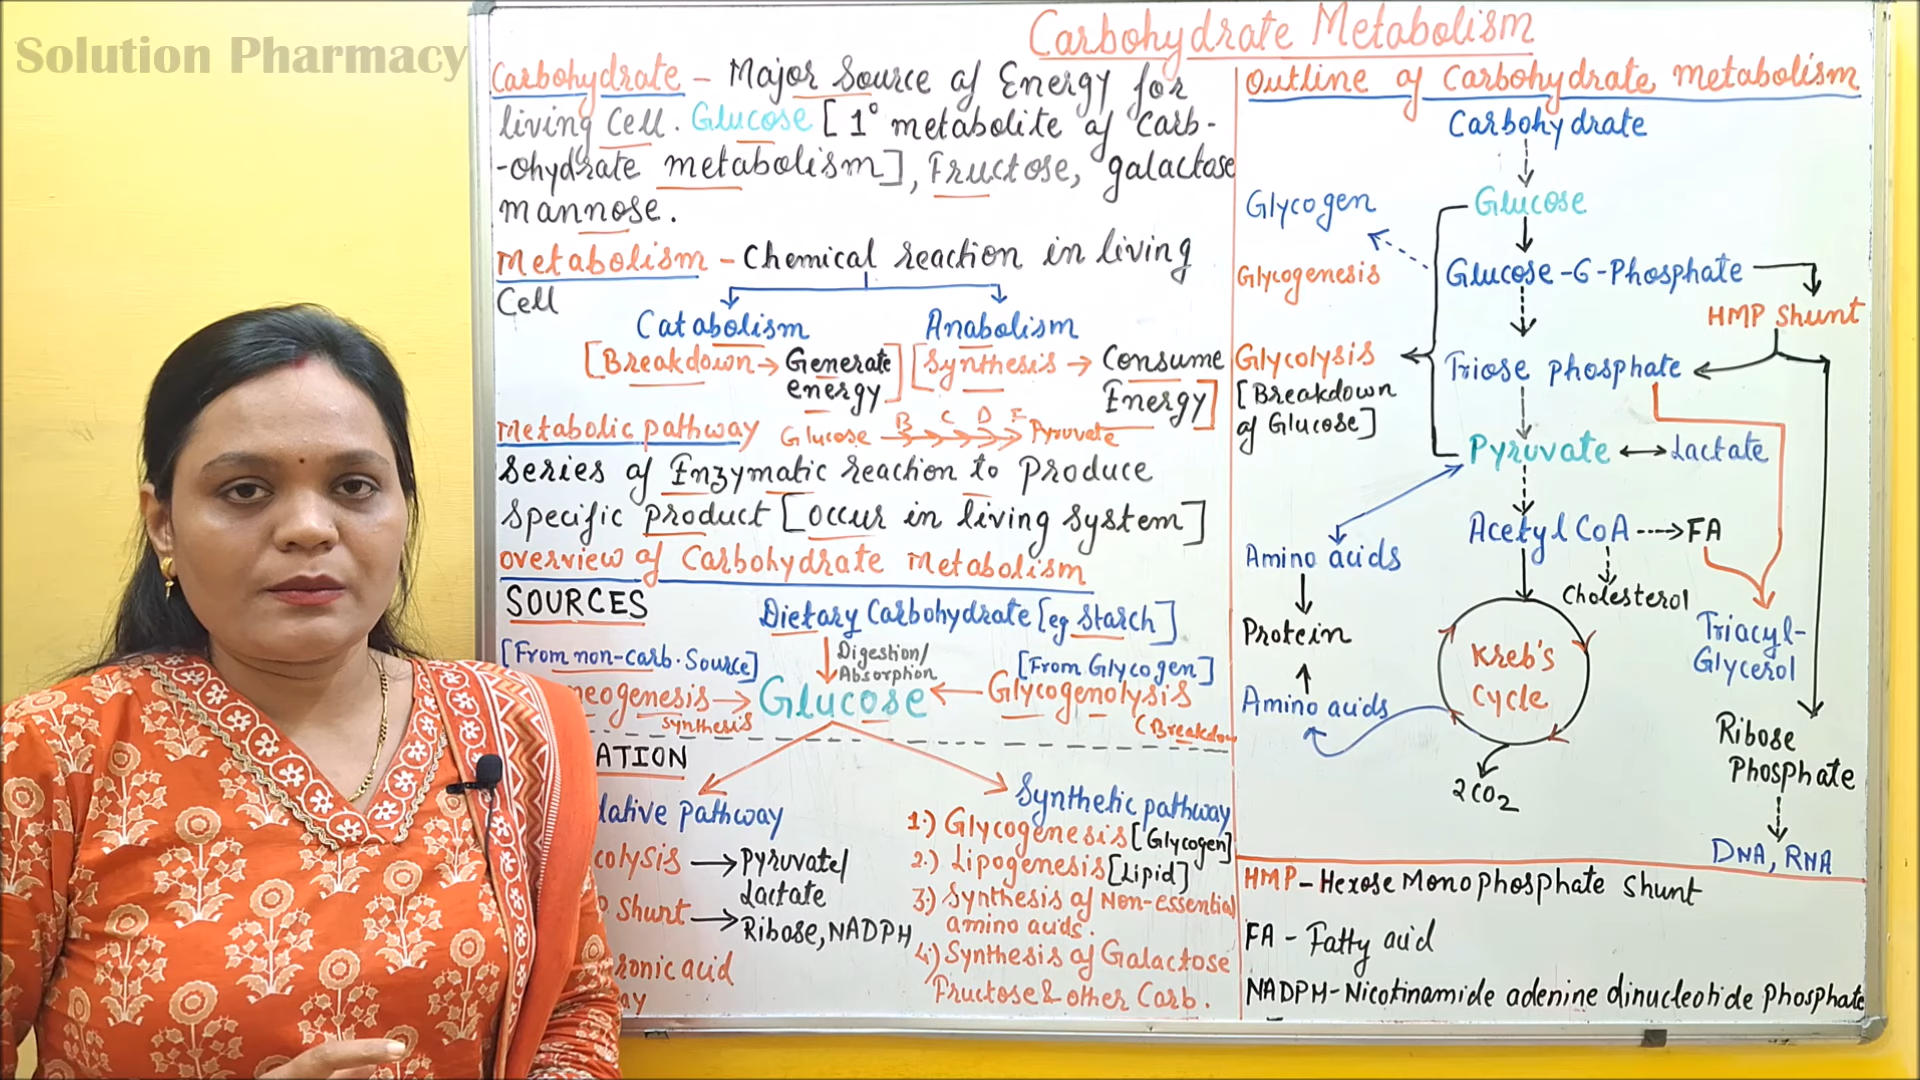 Solution Pharmacy
Carbohydrate Metabolism
Carbohydrate - Major Source of Energy for
living Cell. Glucose [1° metabolite of Carb-
-ohydrate metabolism], Fructose, galactose
mannose.
Metabolism - Chemical reaction in living
Cell
Catabolism Anabolism
[Breakdown → Generate energy] [Synthesis → Consume Energy]
Metabolic pathway Glucose B C D E Pyruvate
Series of Enzymatic reaction to Produce
Specific product [occur in living system]
Overview of Carbohydrate Metabolism
SOURCES
Dietary Carbohydrate [eg Starch]
Digestion/
Absorption
[From non-carb. Source] [From Glycogen]
neogenesis → Glucose ← Glycogenolysis
synthesis (Breakdow
ATION
dative pathway
colysis → Pyruvate/
Lactate
P Shunt → Ribose, NADPH
ronic acid
ay
Synthetic pathway
1.) Glycogenesis [Glycogen]
2.) Lipogenesis [Lipid]
3.) Synthesis of Non-essential
amino acids.
4.) Synthesis of Galactose
Fructose & other Carb.
Outline of Carbohydrate metabolism
Carbohydrate
Glucose
Glycogen
Glycogenesis
Glucose-6-Phosphate
HMP Shunt
Glycolysis
[Breakdown
of Glucose]
Triose phosphate
Pyruvate ↔ Lactate
Amino acids
Acetyl CoA → FA
Cholesterol
Protein
Kreb's
Cycle
Triacyl-
Glycerol
Amino acids
2CO2
Ribose
Phosphate
DNA, RNA
HMP - Hexose Monophosphate Shunt
FA - Fatty acid
NADPH - Nicotinamide adenine dinucleotide Phosphate